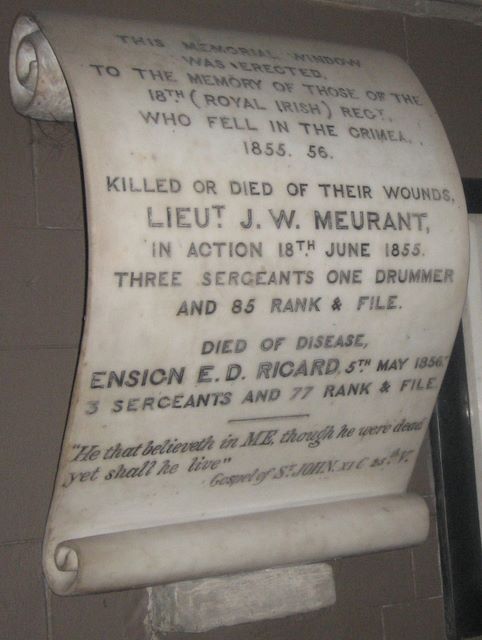 THIS MEMORIAL WINDOW
WAS ERECTED,
TO THE MEMORY OF THOSE OF THE
18TH (ROYAL IRISH) REGT,
WHO FELL IN THE CRIMEA,
1855. 56.
KILLED OR DIED OF THEIR WOUNDS,
LIEUT. J. W. MEURANT,
IN ACTION 18TH JUNE 1855.
THREE SERGEANTS ONE DRUMMER
AND 85 RANK & FILE.
DIED OF DISEASE,
ENSIGN E. D. RICARD, 5TH MAY 1856.
3 SERGEANTS AND 77 RANK & FILE.
"He that believeth in ME, though he were dead
yet shall he live"
Gospel of ST JOHN. XI C 25th V.